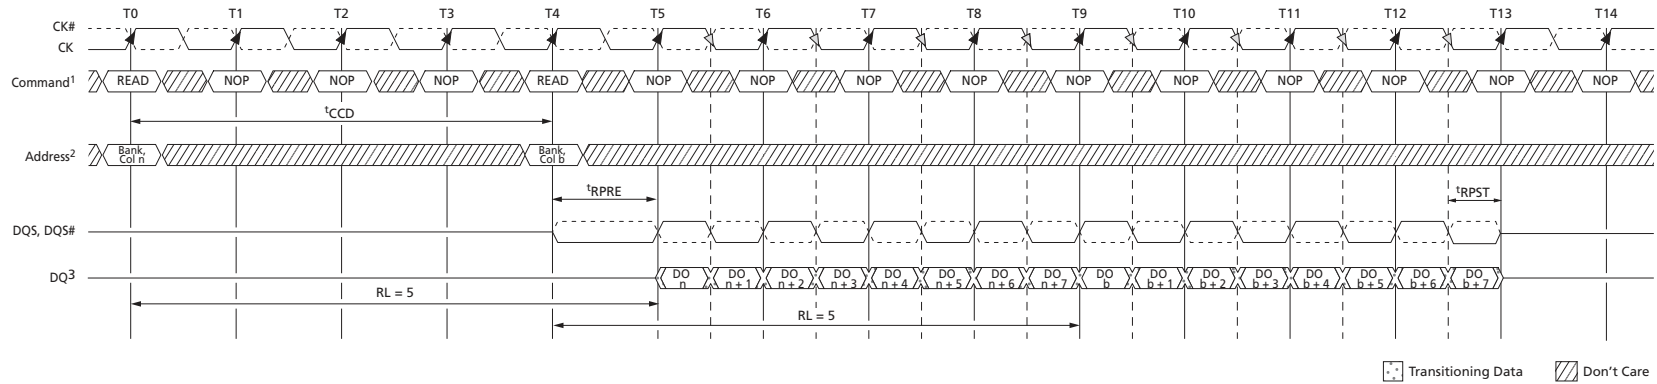 T0 T1 T2 T3 T4 T5 T6 T7 T8 T9 T10 T11 T12 T13 T14
CK#
CK
Command1 READ NOP NOP NOP READ NOP NOP NOP NOP NOP NOP NOP NOP NOP NOP
tCCD
Address2 Bank, Col n Bank, Col b
tRPRE tRPST
DQS, DQS#
DQ3 DO n DO n + 1 DO n + 2 DO n + 3 DO n + 4 DO n + 5 DO n + 6 DO n + 7 DO b DO b + 1 DO b + 2 DO b + 3 DO b + 4 DO b + 5 DO b + 6 DO b + 7
RL = 5
RL = 5
Transitioning Data Don't Care